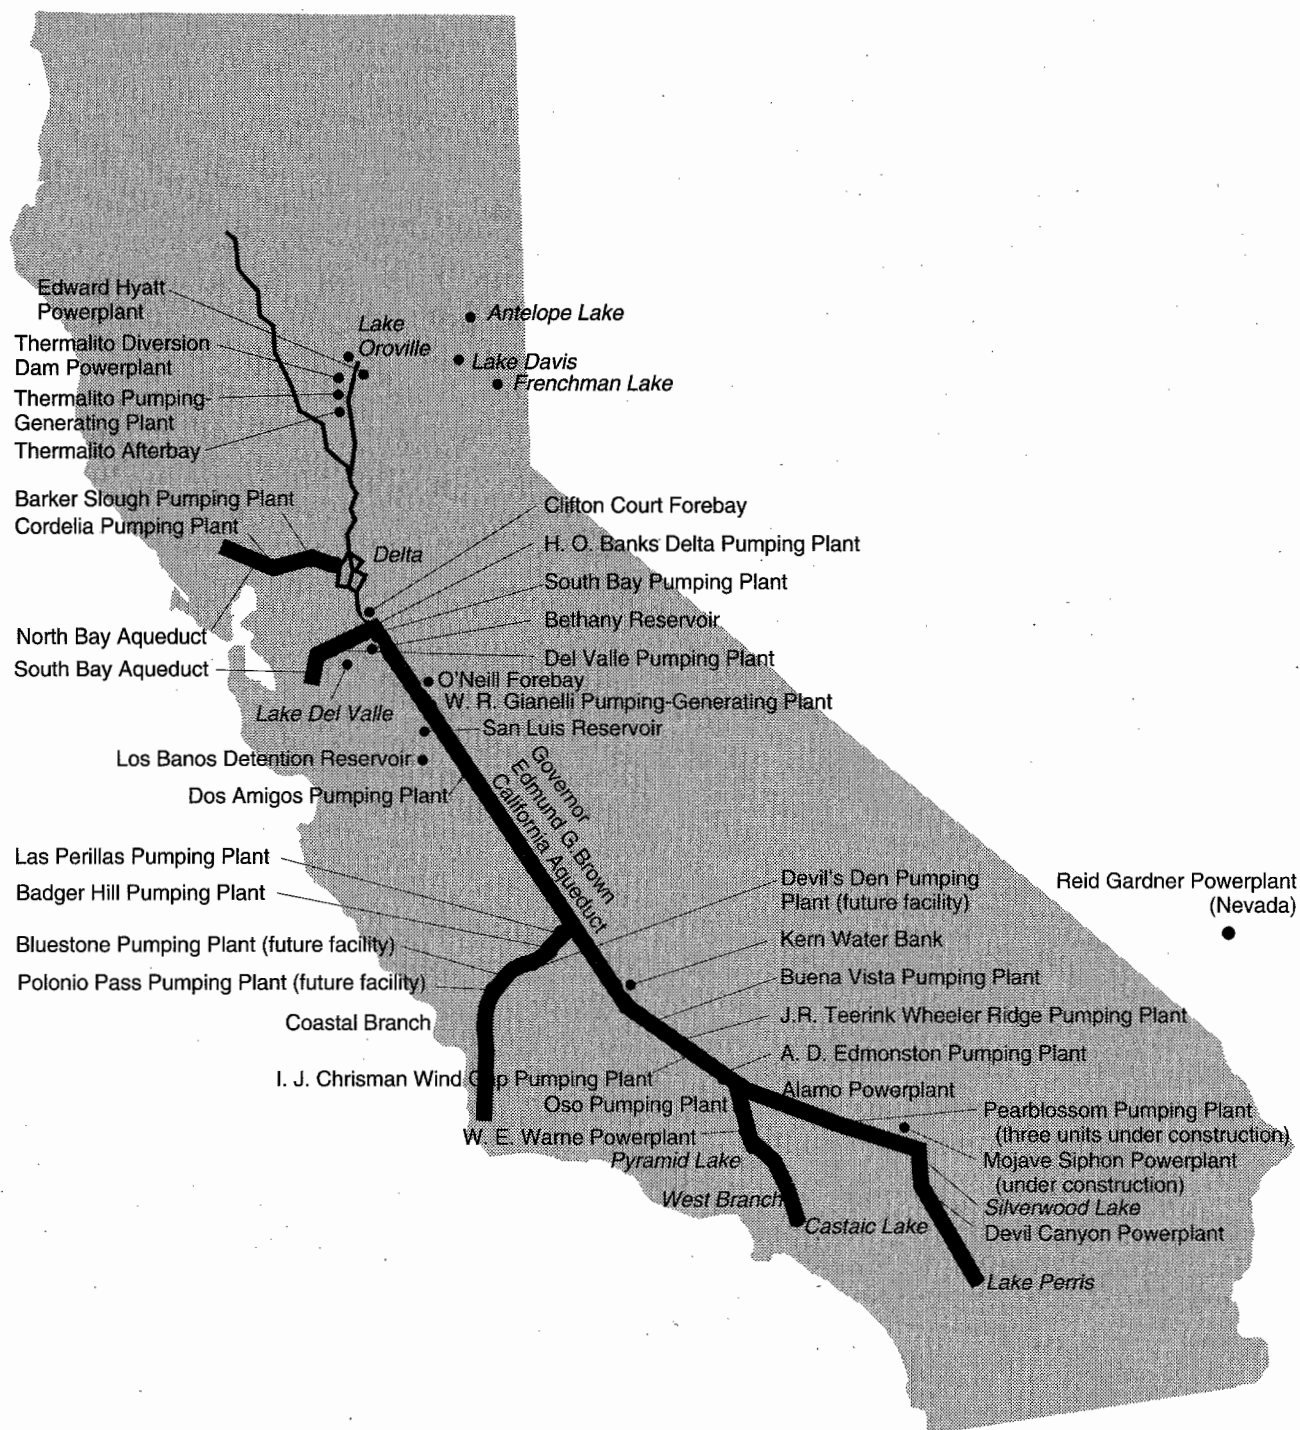 Edward Hyatt
Powerplant
Lake
Oroville
Antelope Lake
Thermalito Diversion
Dam Powerplant
Lake Davis
Frenchman Lake
Thermalito Pumping-
Generating Plant
Thermalito Afterbay
Barker Slough Pumping Plant
Cordelia Pumping Plant
Clifton Court Forebay
Delta
H. O. Banks Delta Pumping Plant
South Bay Pumping Plant
Bethany Reservoir
North Bay Aqueduct
South Bay Aqueduct
Del Valle Pumping Plant
O'Neill Forebay
W. R. Gianelli Pumping-Generating Plant
Lake Del Valle
San Luis Reservoir
Los Banos Detention Reservoir
Dos Amigos Pumping Plant
Governor
Edmund G. Brown
California Aqueduct
Las Perillas Pumping Plant
Badger Hill Pumping Plant
Devil's Den Pumping
Plant (future facility)
Reid Gardner Powerplant
(Nevada)
Bluestone Pumping Plant (future facility)
Kern Water Bank
Polonio Pass Pumping Plant (future facility)
Buena Vista Pumping Plant
Coastal Branch
J.R. Teerink Wheeler Ridge Pumping Plant
A. D. Edmonston Pumping Plant
I. J. Chrisman Wind Gap Pumping Plant
Alamo Powerplant
Oso Pumping Plant
Pearblossom Pumping Plant
(three units under construction)
W. E. Warne Powerplant
Pyramid Lake
Mojave Siphon Powerplant
(under construction)
West Branch
Silverwood Lake
Castaic Lake
Devil Canyon Powerplant
Lake Perris